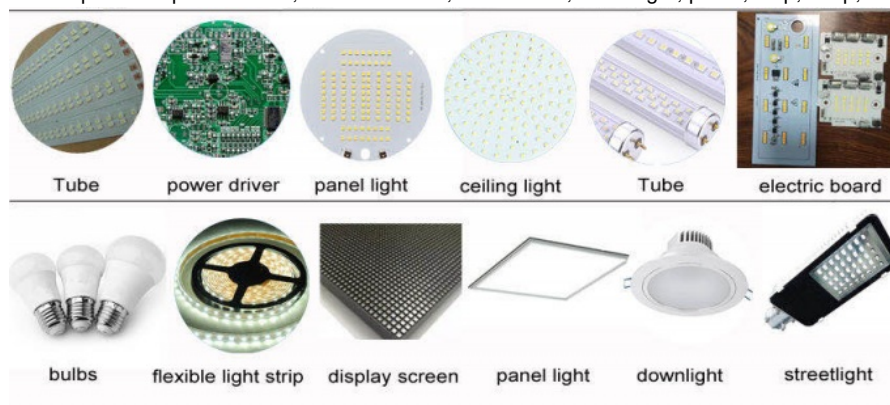 Tube power driver panel light ceiling light Tube electric board
bulbs flexible light strip display screen panel light downlight streetlight